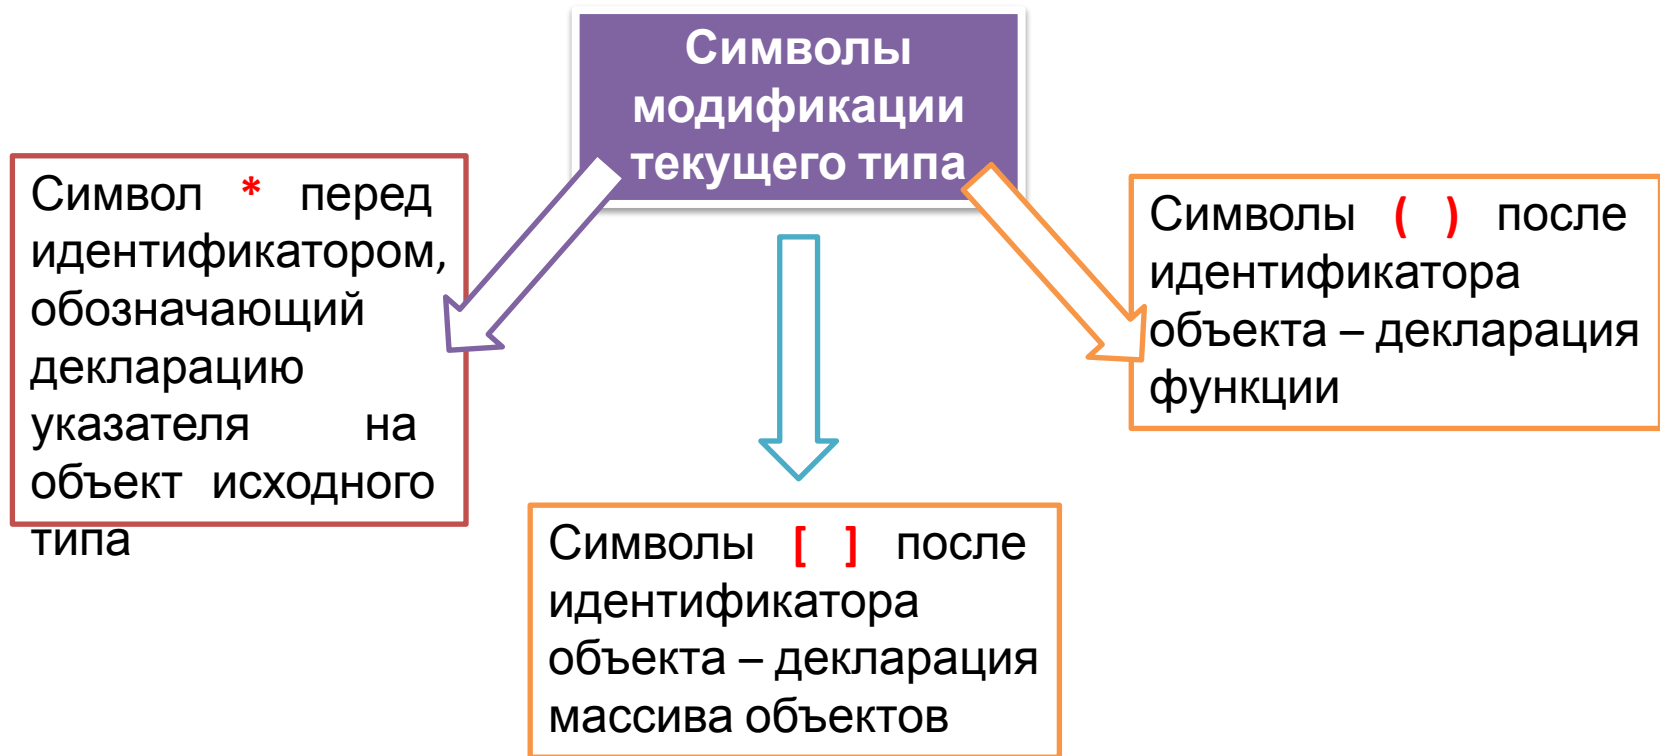 Символы
модификации
текущего типа
Символ * перед
идентификатором,
обозначающий
декларацию
указателя на
объект исходного
типа
Символы [ ] после
идентификатора
объекта – декларация
массива объектов
Символы ( ) после
идентификатора
объекта – декларация
функции